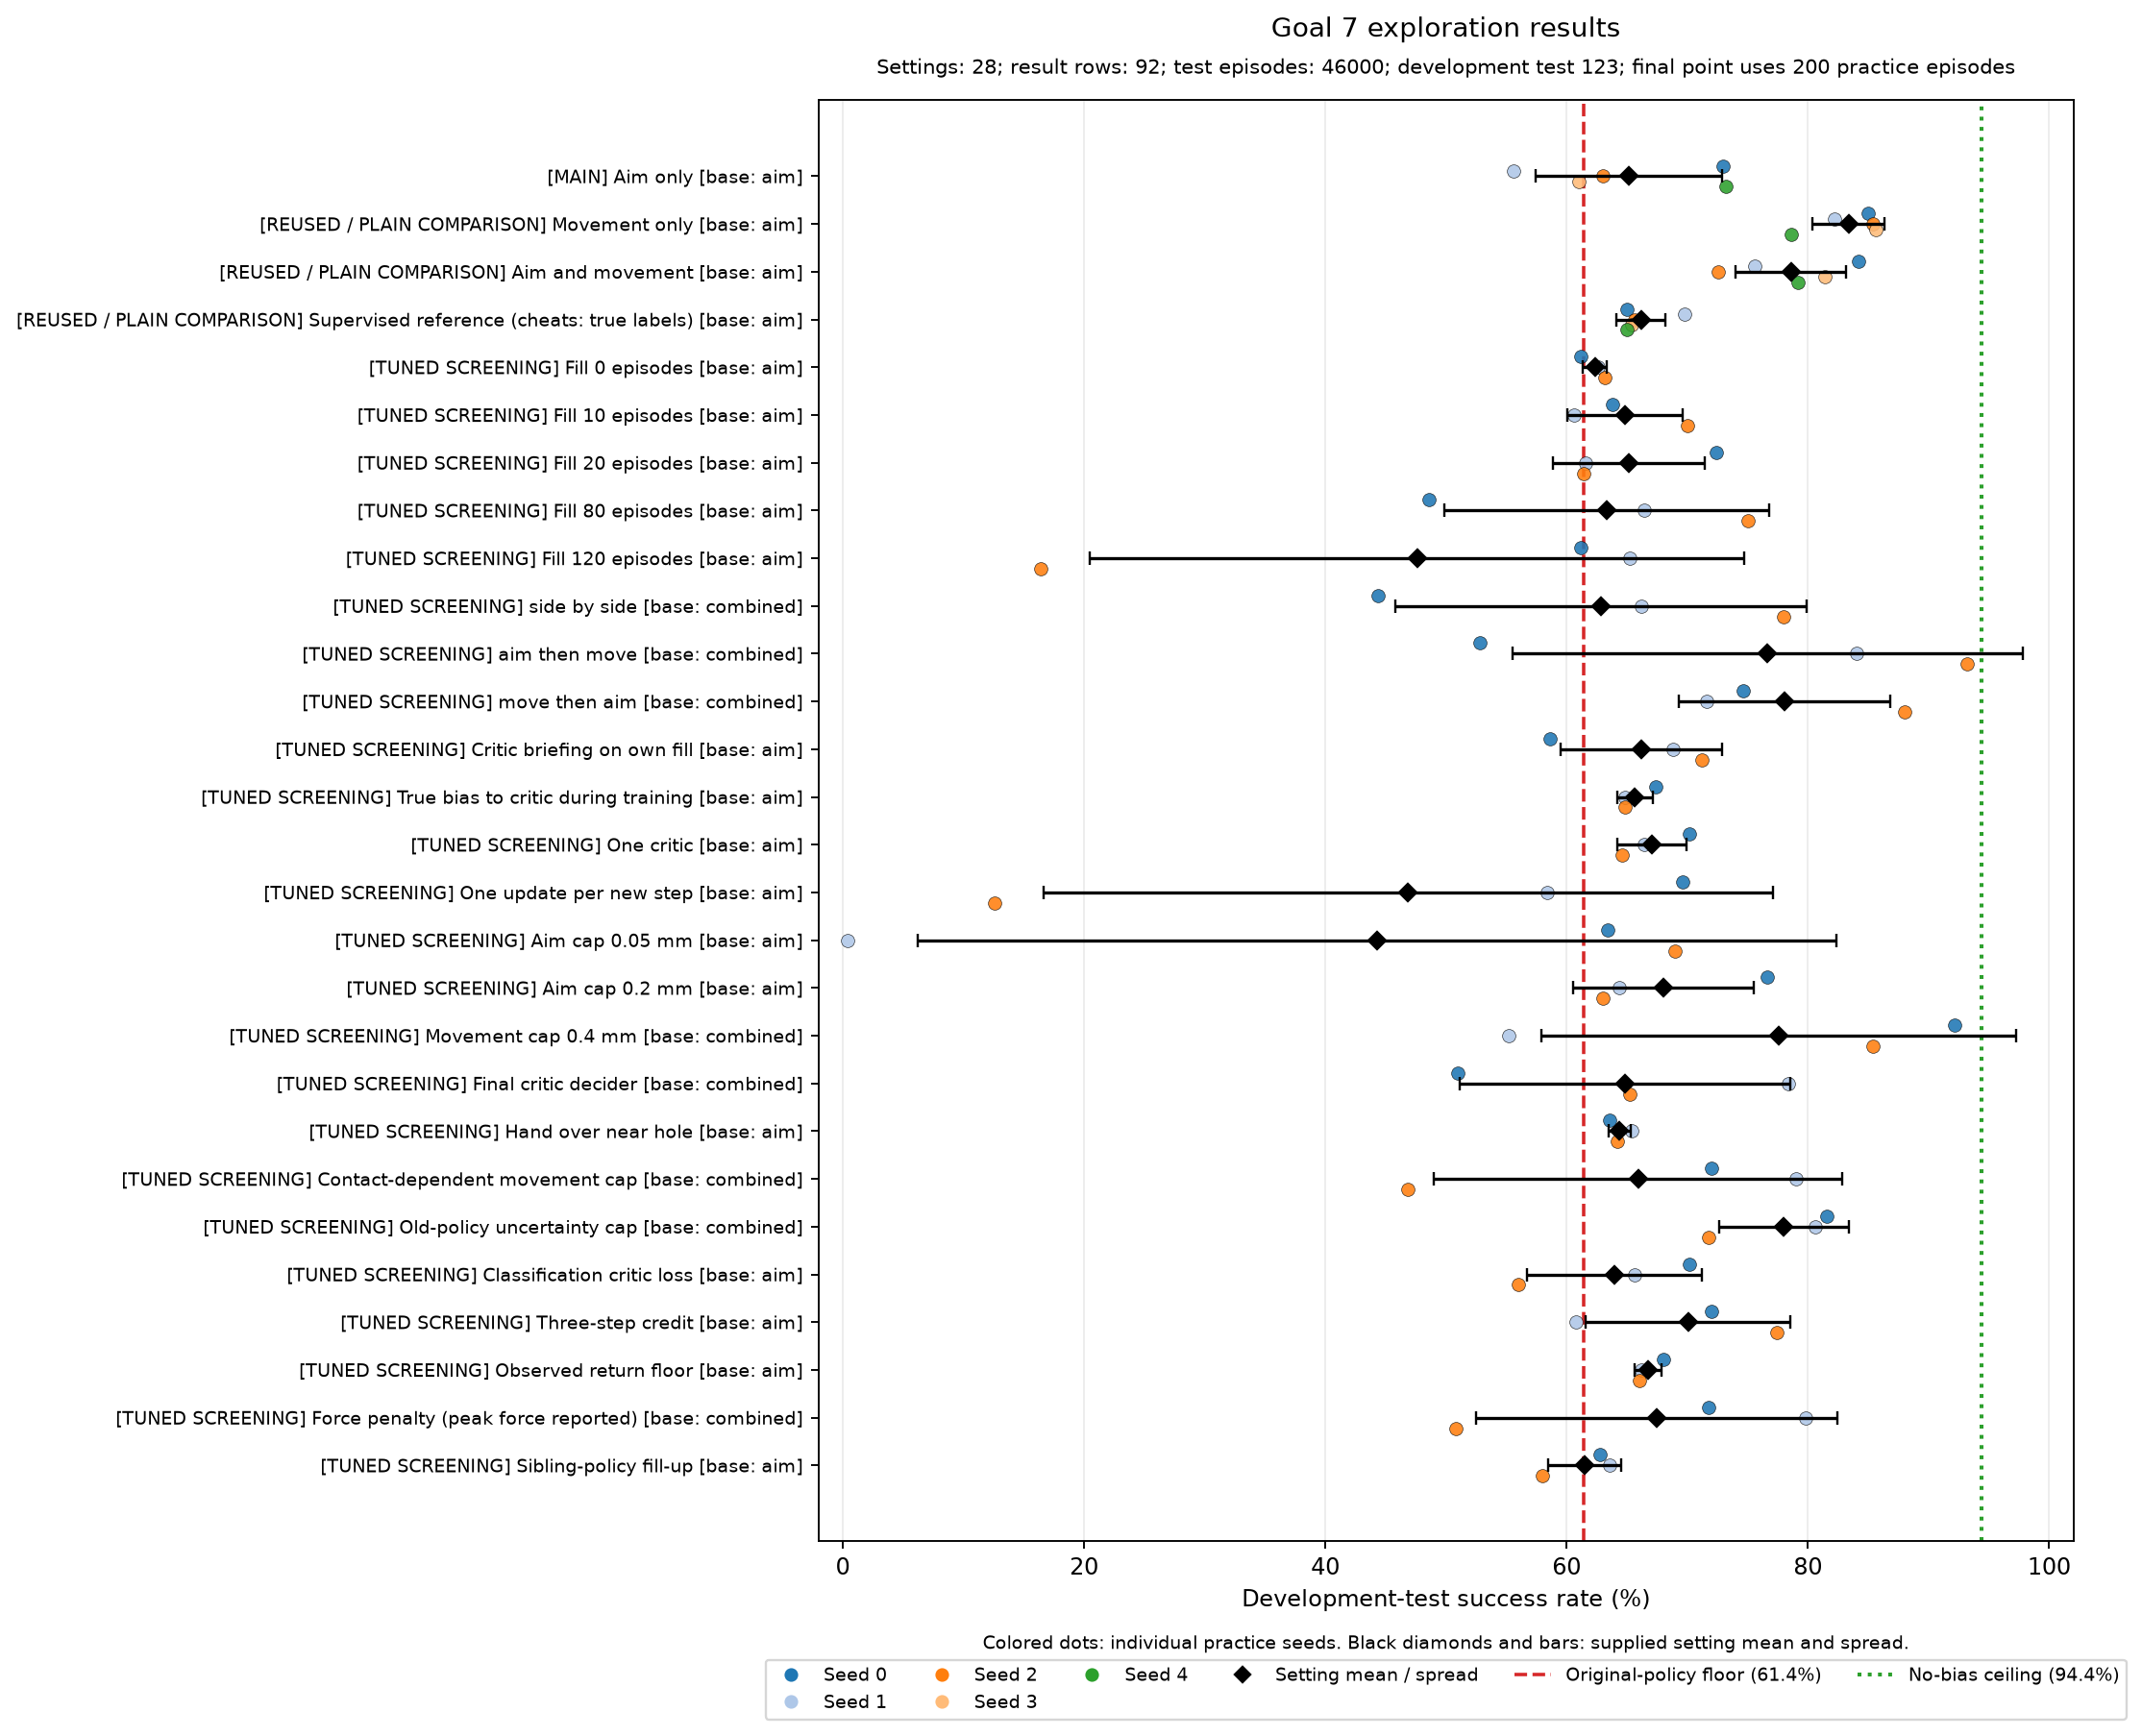 Goal 7 exploration results
Settings: 28; result rows: 92; test episodes: 46000; development test 123; final point uses 200 practice episodes
[MAIN] Aim only [base: aim]
[REUSED / PLAIN COMPARISON] Movement only [base: aim]
[REUSED / PLAIN COMPARISON] Aim and movement [base: aim]
[REUSED / PLAIN COMPARISON] Supervised reference (cheats: true labels) [base: aim]
[TUNED SCREENING] Fill 0 episodes [base: aim]
[TUNED SCREENING] Fill 10 episodes [base: aim]
[TUNED SCREENING] Fill 20 episodes [base: aim]
[TUNED SCREENING] Fill 80 episodes [base: aim]
[TUNED SCREENING] Fill 120 episodes [base: aim]
[TUNED SCREENING] side by side [base: combined]
[TUNED SCREENING] aim then move [base: combined]
[TUNED SCREENING] move then aim [base: combined]
[TUNED SCREENING] Critic briefing on own fill [base: aim]
[TUNED SCREENING] True bias to critic during training [base: aim]
[TUNED SCREENING] One critic [base: aim]
[TUNED SCREENING] One update per new step [base: aim]
[TUNED SCREENING] Aim cap 0.05 mm [base: aim]
[TUNED SCREENING] Aim cap 0.2 mm [base: aim]
[TUNED SCREENING] Movement cap 0.4 mm [base: combined]
[TUNED SCREENING] Final critic decider [base: combined]
[TUNED SCREENING] Hand over near hole [base: aim]
[TUNED SCREENING] Contact-dependent movement cap [base: combined]
[TUNED SCREENING] Old-policy uncertainty cap [base: combined]
[TUNED SCREENING] Classification critic loss [base: aim]
[TUNED SCREENING] Three-step credit [base: aim]
[TUNED SCREENING] Observed return floor [base: aim]
[TUNED SCREENING] Force penalty (peak force reported) [base: combined]
[TUNED SCREENING] Sibling-policy fill-up [base: aim]
0 20 40 60 80 100
Development-test success rate (%)
Colored dots: individual practice seeds. Black diamonds and bars: supplied setting mean and spread.
Seed 0 Seed 2 Seed 4 Setting mean / spread Original-policy floor (61.4%) No-bias ceiling (94.4%)
Seed 1 Seed 3